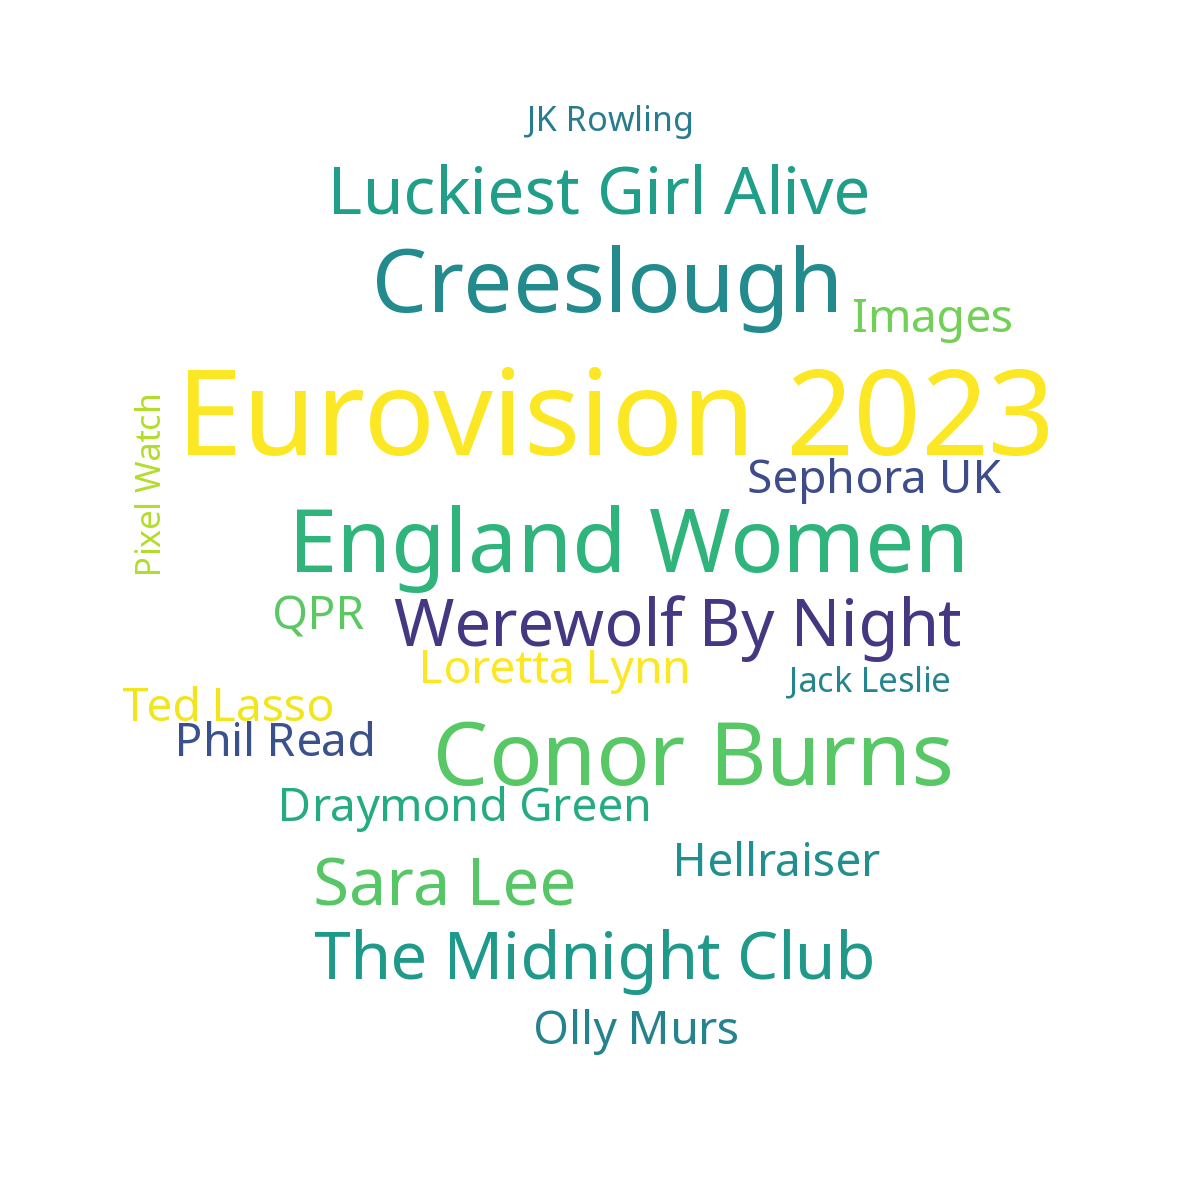 JK Rowling
Luckiest Girl Alive
Creeslough
Images
Eurovision 2023
Pixel Watch
Sephora UK
England Women
QPR
Werewolf By Night
Loretta Lynn
Jack Leslie
Ted Lasso
Phil Read
Conor Burns
Draymond Green
Hellraiser
Sara Lee
The Midnight Club
Olly Murs